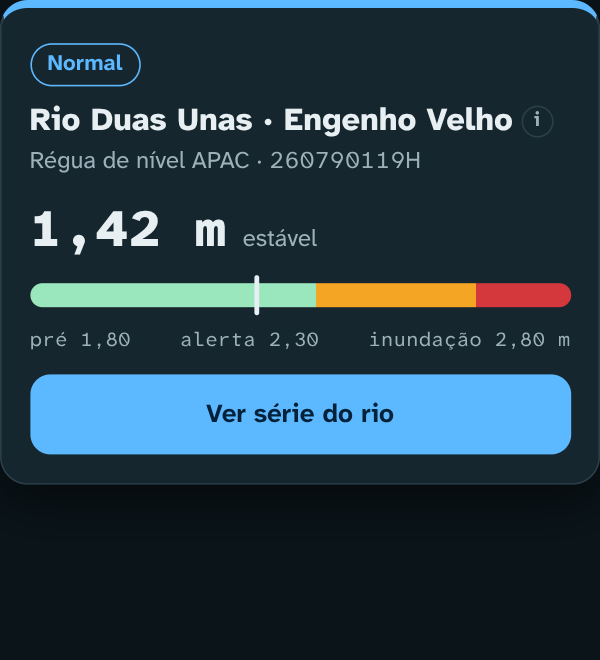 Normal
Rio Duas Unas · Engenho Velho i
Régua de nível APAC · 260790119H
1,42 m estável
pré 1,80 alerta 2,30 inundação 2,80 m
Ver série do rio